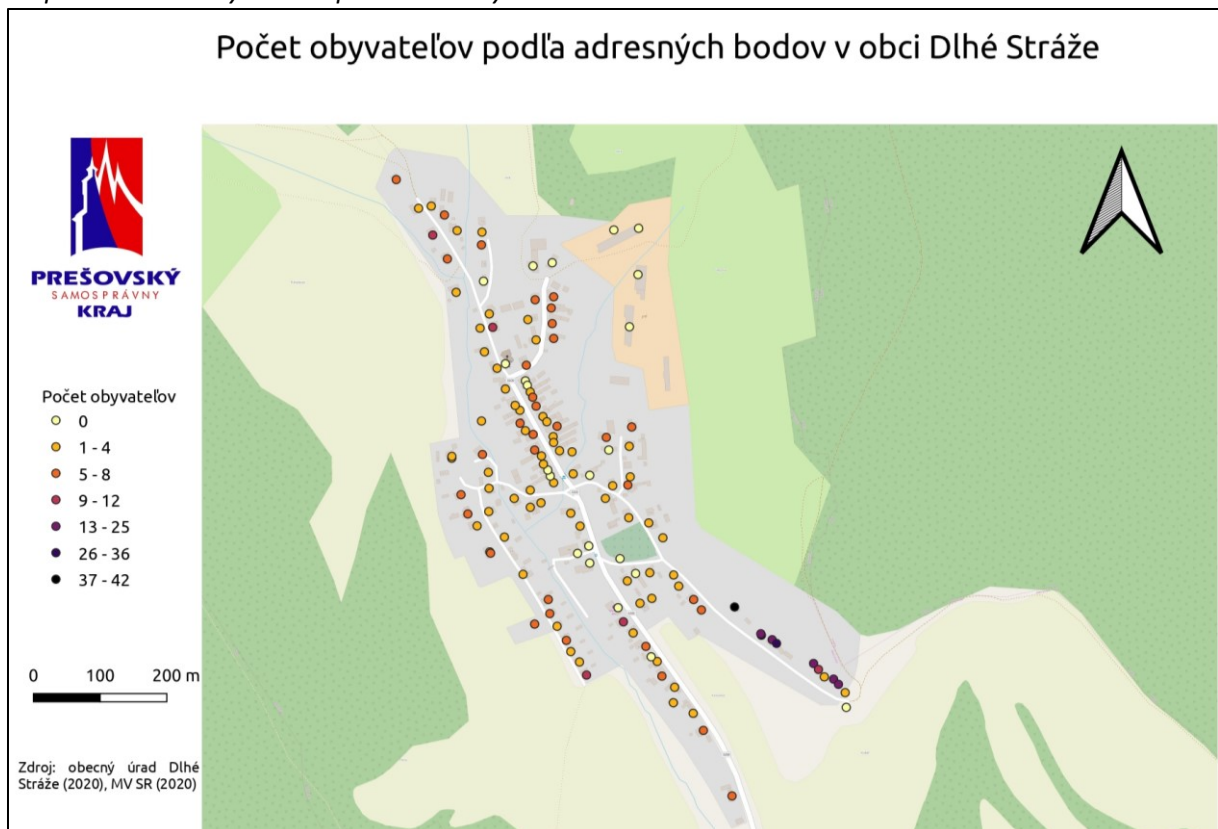 Počet obyvateľov podľa adresných bodov v obci Dlhé Stráže
PREŠOVSKÝ
SAMOSPRÁVNY
KRAJ
Počet obyvateľov
0
1 - 4
5 - 8
9 - 12
13 - 25
26 - 36
37 - 42
0 100 200 m
Zdroj: obecný úrad Dlhé
Stráže (2020), MV SR (2020)